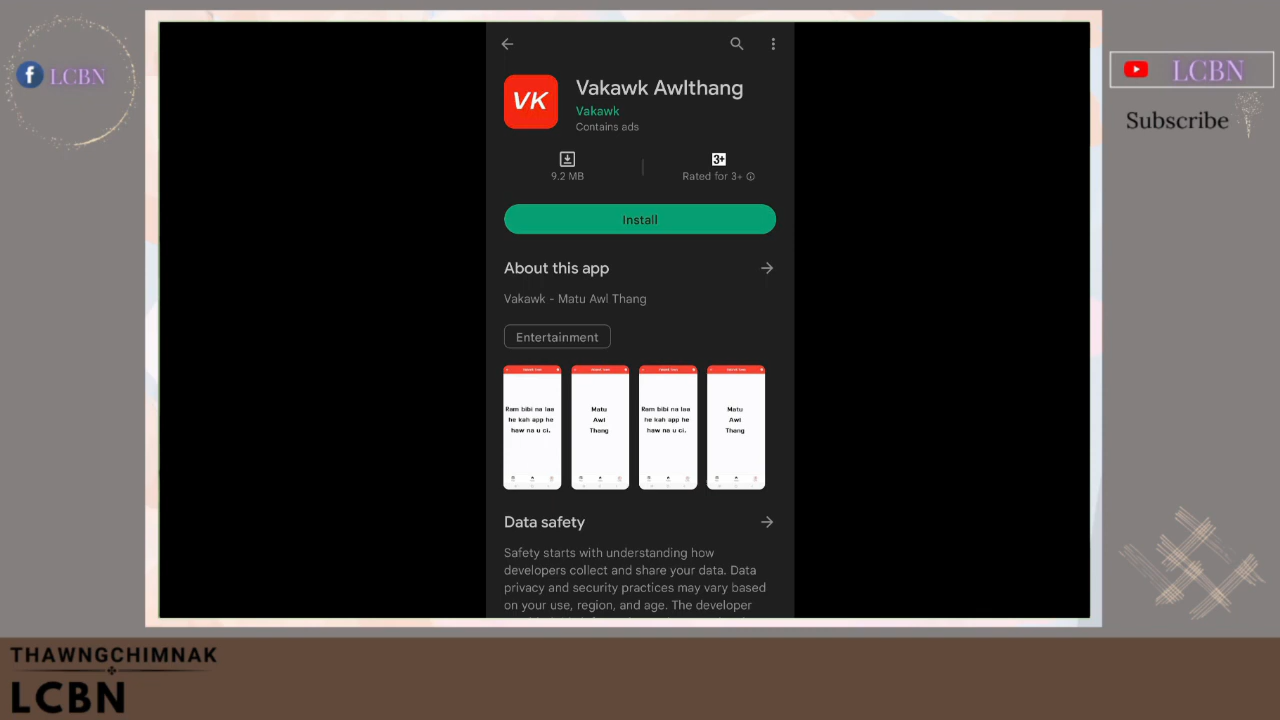 LCBN
LCBN
Subscribe
Vakawk Awlthang
VK
Vakawk
Contains ads
3+
9.2 MB
Rated for 3+
Install
About this app
Vakawk - Matu Awl Thang
Entertainment
Ram bibi na lae
he kah app he
haw na u ci.
Matu
Awl
Thang
Ram bibi na lae
he kah app he
haw na u ci.
Matu
Awl
Thang
Data safety
Safety starts with understanding how
developers collect and share your data. Data
privacy and security practices may vary based
on your use, region, and age. The developer
THAWNGCHIMNAK
LCBN